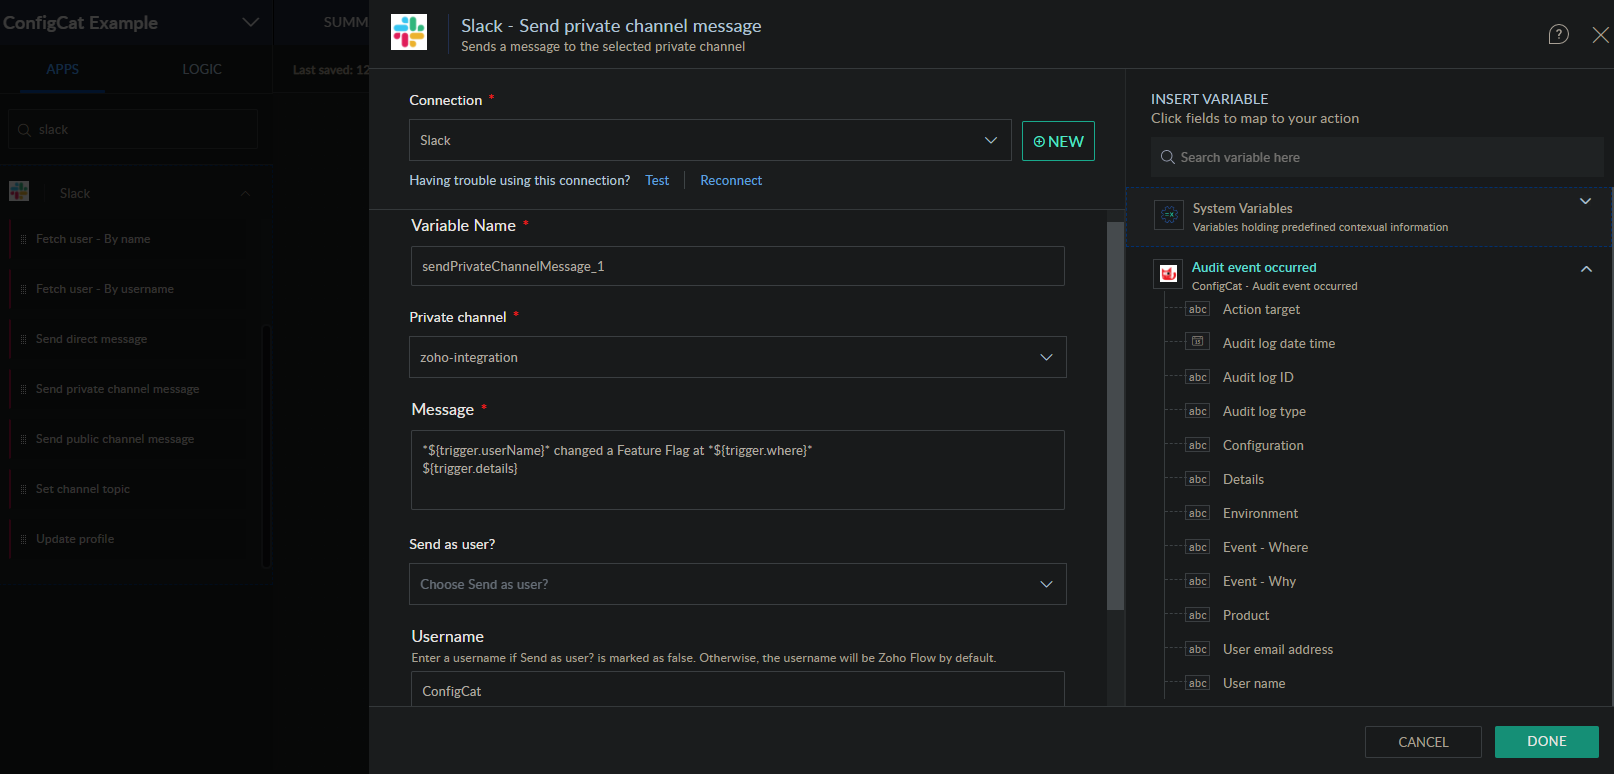 ConfigCat Example
SUMM
APPS
LOGIC
Last saved: 12
slack
Slack
Fetch user - By name
Fetch user - By username
Send direct message
Send private channel message
Send public channel message
Set channel topic
Update profile
Slack - Send private channel message
Sends a message to the selected private channel
?
Connection *
Slack
NEW
Having trouble using this connection? Test Reconnect
Variable Name *
sendPrivateChannelMessage_1
Private channel *
zoho-integration
Message *
*${trigger.userName}* changed a Feature Flag at *${trigger.where}*
${trigger.details}
Send as user?
Choose Send as user?
Username
Enter a username if Send as user? is marked as false. Otherwise, the username will be Zoho Flow by default.
ConfigCat
INSERT VARIABLE
Click fields to map to your action
Search variable here
=x System Variables
Variables holding predefined contexual information
Audit event occurred
ConfigCat - Audit event occurred
abc Action target
15 Audit log date time
abc Audit log ID
abc Audit log type
abc Configuration
abc Details
abc Environment
abc Event - Where
abc Event - Why
abc Product
abc User email address
abc User name
CANCEL
DONE